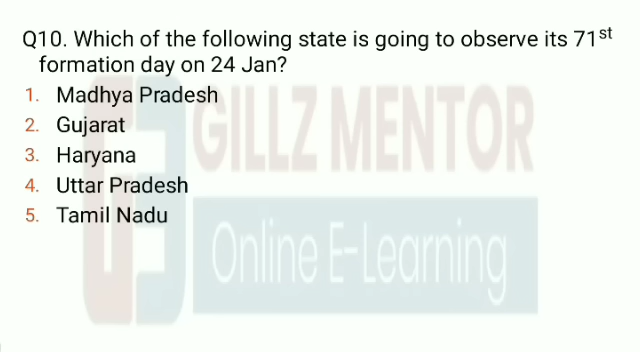 Q10. Which of the following state is going to observe its 71st
formation day on 24 Jan?
1. Madhya Pradesh
2. Gujarat
3. Haryana
4. Uttar Pradesh
5. Tamil Nadu
GILLZ MENTOR
Online E-Learning